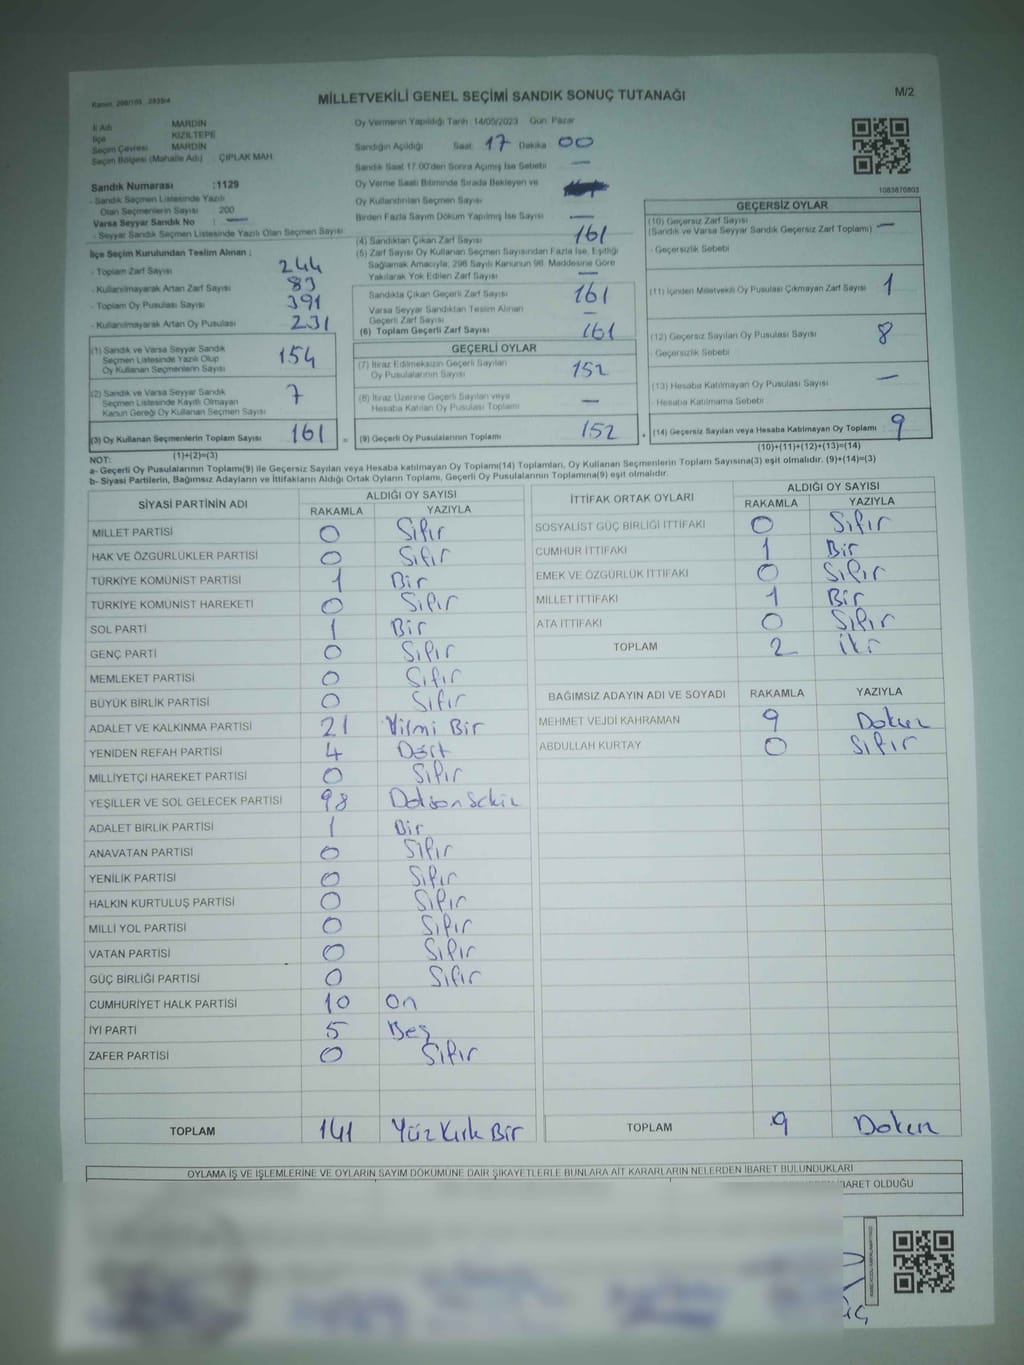 MİLLETVEKİLİ GENEL SEÇİMİ SANDIK SONUÇ TUTANAĞI
M/2
İl Adı MARDİN
İlçe KIZILTEPE
Seçim Çevresi MARDİN
Seçim Bölgesi (Mahalle Adı) ÇIPLAK MAH
Sandık Numarası :1129
- Sandık Seçmen Listesinde Yazılı
Olan Seçmenlerin Sayısı 200
Varsa Seyyar Sandık No : —
- Seyyar Sandık Seçmen Listesinde Yazılı Olan Seçmen Sayısı
Oy Vermenin Yapıldığı Tarih 14/05/2023 Gün: Pazar
Sandığın Açıldığı Saat 17 Dakika 00
Sandık Saat 17.00'den Sonra Açılmış İse Sebebi —
Oy Verme Saati Bitiminde Sırada Bekleyen ve
Oy Kullandırılan Seçmen Sayısı
Birden Fazla Sayım Döküm Yapılmış İse Sayısı —
1083670803
İlçe Seçim Kurulundan Teslim Alınan ;
- Toplam Zarf Sayısı 244
- Kullanılmayarak Artan Zarf Sayısı 83
- Toplam Oy Pusulası Sayısı 391
- Kullanılmayarak Artan Oy Pusulası 231
(1) Sandık ve Varsa Seyyar Sandık
Seçmen Listesinde Yazılı Olup
Oy Kullanan Seçmenlerin Sayısı 154
(2) Sandık ve Varsa Seyyar Sandık
Seçmen Listesinde Kayıtlı Olmayan
Kanun Gereği Oy Kullanan Seçmen Sayısı 7
(3) Oy Kullanan Seçmenlerin Toplam Sayısı 161
(1)+(2)=(3)
(4) Sandıktan Çıkan Zarf Sayısı 161
(5) Zarf Sayısı Oy Kullanan Seçmen Sayısından Fazla İse, Eşitliği
Sağlamak Amacıyla, 298 Sayılı Kanunun 98. Maddesine Göre
Yakılarak Yok Edilen Zarf Sayısı —
Sandıkta Çıkan Geçerli Zarf Sayısı 161
Varsa Seyyar Sandıktan Teslim Alınan
Geçerli Zarf Sayısı —
(6) Toplam Geçerli Zarf Sayısı 161
GEÇERLİ OYLAR
(7) İtiraz Edilmeksizin Geçerli Sayılan
Oy Pusulalarının Sayısı 152
(8) İtiraz Üzerine Geçerli Sayılan veya
Hesaba Katılan Oy Pusulası Toplamı —
= (9) Geçerli Oy Pusulalarının Toplamı 152
GEÇERSİZ OYLAR
(10) Geçersiz Zarf Sayısı
(Sandık ve Varsa Seyyar Sandık Geçersiz Zarf Toplamı) —
- Geçersizlik Sebebi
(11) İçinden Milletvekili Oy Pusulası Çıkmayan Zarf Sayısı 1
(12) Geçersiz Sayılan Oy Pusulası Sayısı 8
- Geçersizlik Sebebi
(13) Hesaba Katılmayan Oy Pusulası Sayısı —
- Hesaba Katılmama Sebebi
+ (14) Geçersiz Sayılan veya Hesaba Katılmayan Oy Toplamı 9
(10)+(11)+(12)+(13)=(14)
NOT:
a- Geçerli Oy Pusulalarının Toplamı(9) ile Geçersiz Sayılan veya Hesaba katılmayan Oy Toplamı(14) Toplamları, Oy Kullanan Seçmenlerin Toplam Sayısına(3) eşit olmalıdır. (9)+(14)=(3)
b- Siyasi Partilerin, Bağımsız Adayların ve İttifakların Aldığı Ortak Oyların Toplamı, Geçerli Oy Pusulalarının Toplamına(9) eşit olmalıdır.
SİYASİ PARTİNİN ADI ALDIĞI OY SAYISI
RAKAMLA YAZIYLA
MİLLET PARTİSİ 0 Sıfır
HAK VE ÖZGÜRLÜKLER PARTİSİ 0 Sıfır
TÜRKİYE KOMÜNİST PARTİSİ 1 Bir
TÜRKİYE KOMÜNİST HAREKETİ 0 Sıfır
SOL PARTİ 1 Bir
GENÇ PARTİ 0 Sıfır
MEMLEKET PARTİSİ 0 Sıfır
BÜYÜK BİRLİK PARTİSİ 0 Sıfır
ADALET VE KALKINMA PARTİSİ 21 Yirmi Bir
YENİDEN REFAH PARTİSİ 4 Dört
MİLLİYETÇİ HAREKET PARTİSİ 0 Sıfır
YEŞİLLER VE SOL GELECEK PARTİSİ 98 Doksan Sekiz
ADALET BİRLİK PARTİSİ 1 Bir
ANAVATAN PARTİSİ 0 Sıfır
YENİLİK PARTİSİ 0 Sıfır
HALKIN KURTULUŞ PARTİSİ 0 Sıfır
MİLLİ YOL PARTİSİ 0 Sıfır
VATAN PARTİSİ 0 Sıfır
GÜÇ BİRLİĞİ PARTİSİ 0 Sıfır
CUMHURİYET HALK PARTİSİ 10 On
İYİ PARTİ 5 Beş
ZAFER PARTİSİ 0 Sıfır
TOPLAM 141 Yüz Kırk Bir
İTTİFAK ORTAK OYLARI ALDIĞI OY SAYISI
RAKAMLA YAZIYLA
SOSYALİST GÜÇ BİRLİĞİ İTTİFAKI 0 Sıfır
CUMHUR İTTİFAKI 1 Bir
EMEK VE ÖZGÜRLÜK İTTİFAKI 0 Sıfır
MİLLET İTTİFAKI 1 Bir
ATA İTTİFAKI 0 Sıfır
TOPLAM 2 İki
BAĞIMSIZ ADAYIN ADI VE SOYADI RAKAMLA YAZIYLA
MEHMET VEJDİ KAHRAMAN 9 Dokuz
ABDULLAH KURTAY 0 Sıfır
TOPLAM 9 Dokuz
OYLAMA İŞ VE İŞLEMLERİNE VE OYLARIN SAYIM DÖKÜMÜNE DAİR ŞİKAYETLERLE BUNLARA AİT KARARLARIN NELERDEN İBARET BULUNDUKLARI
İBARET OLDUĞU